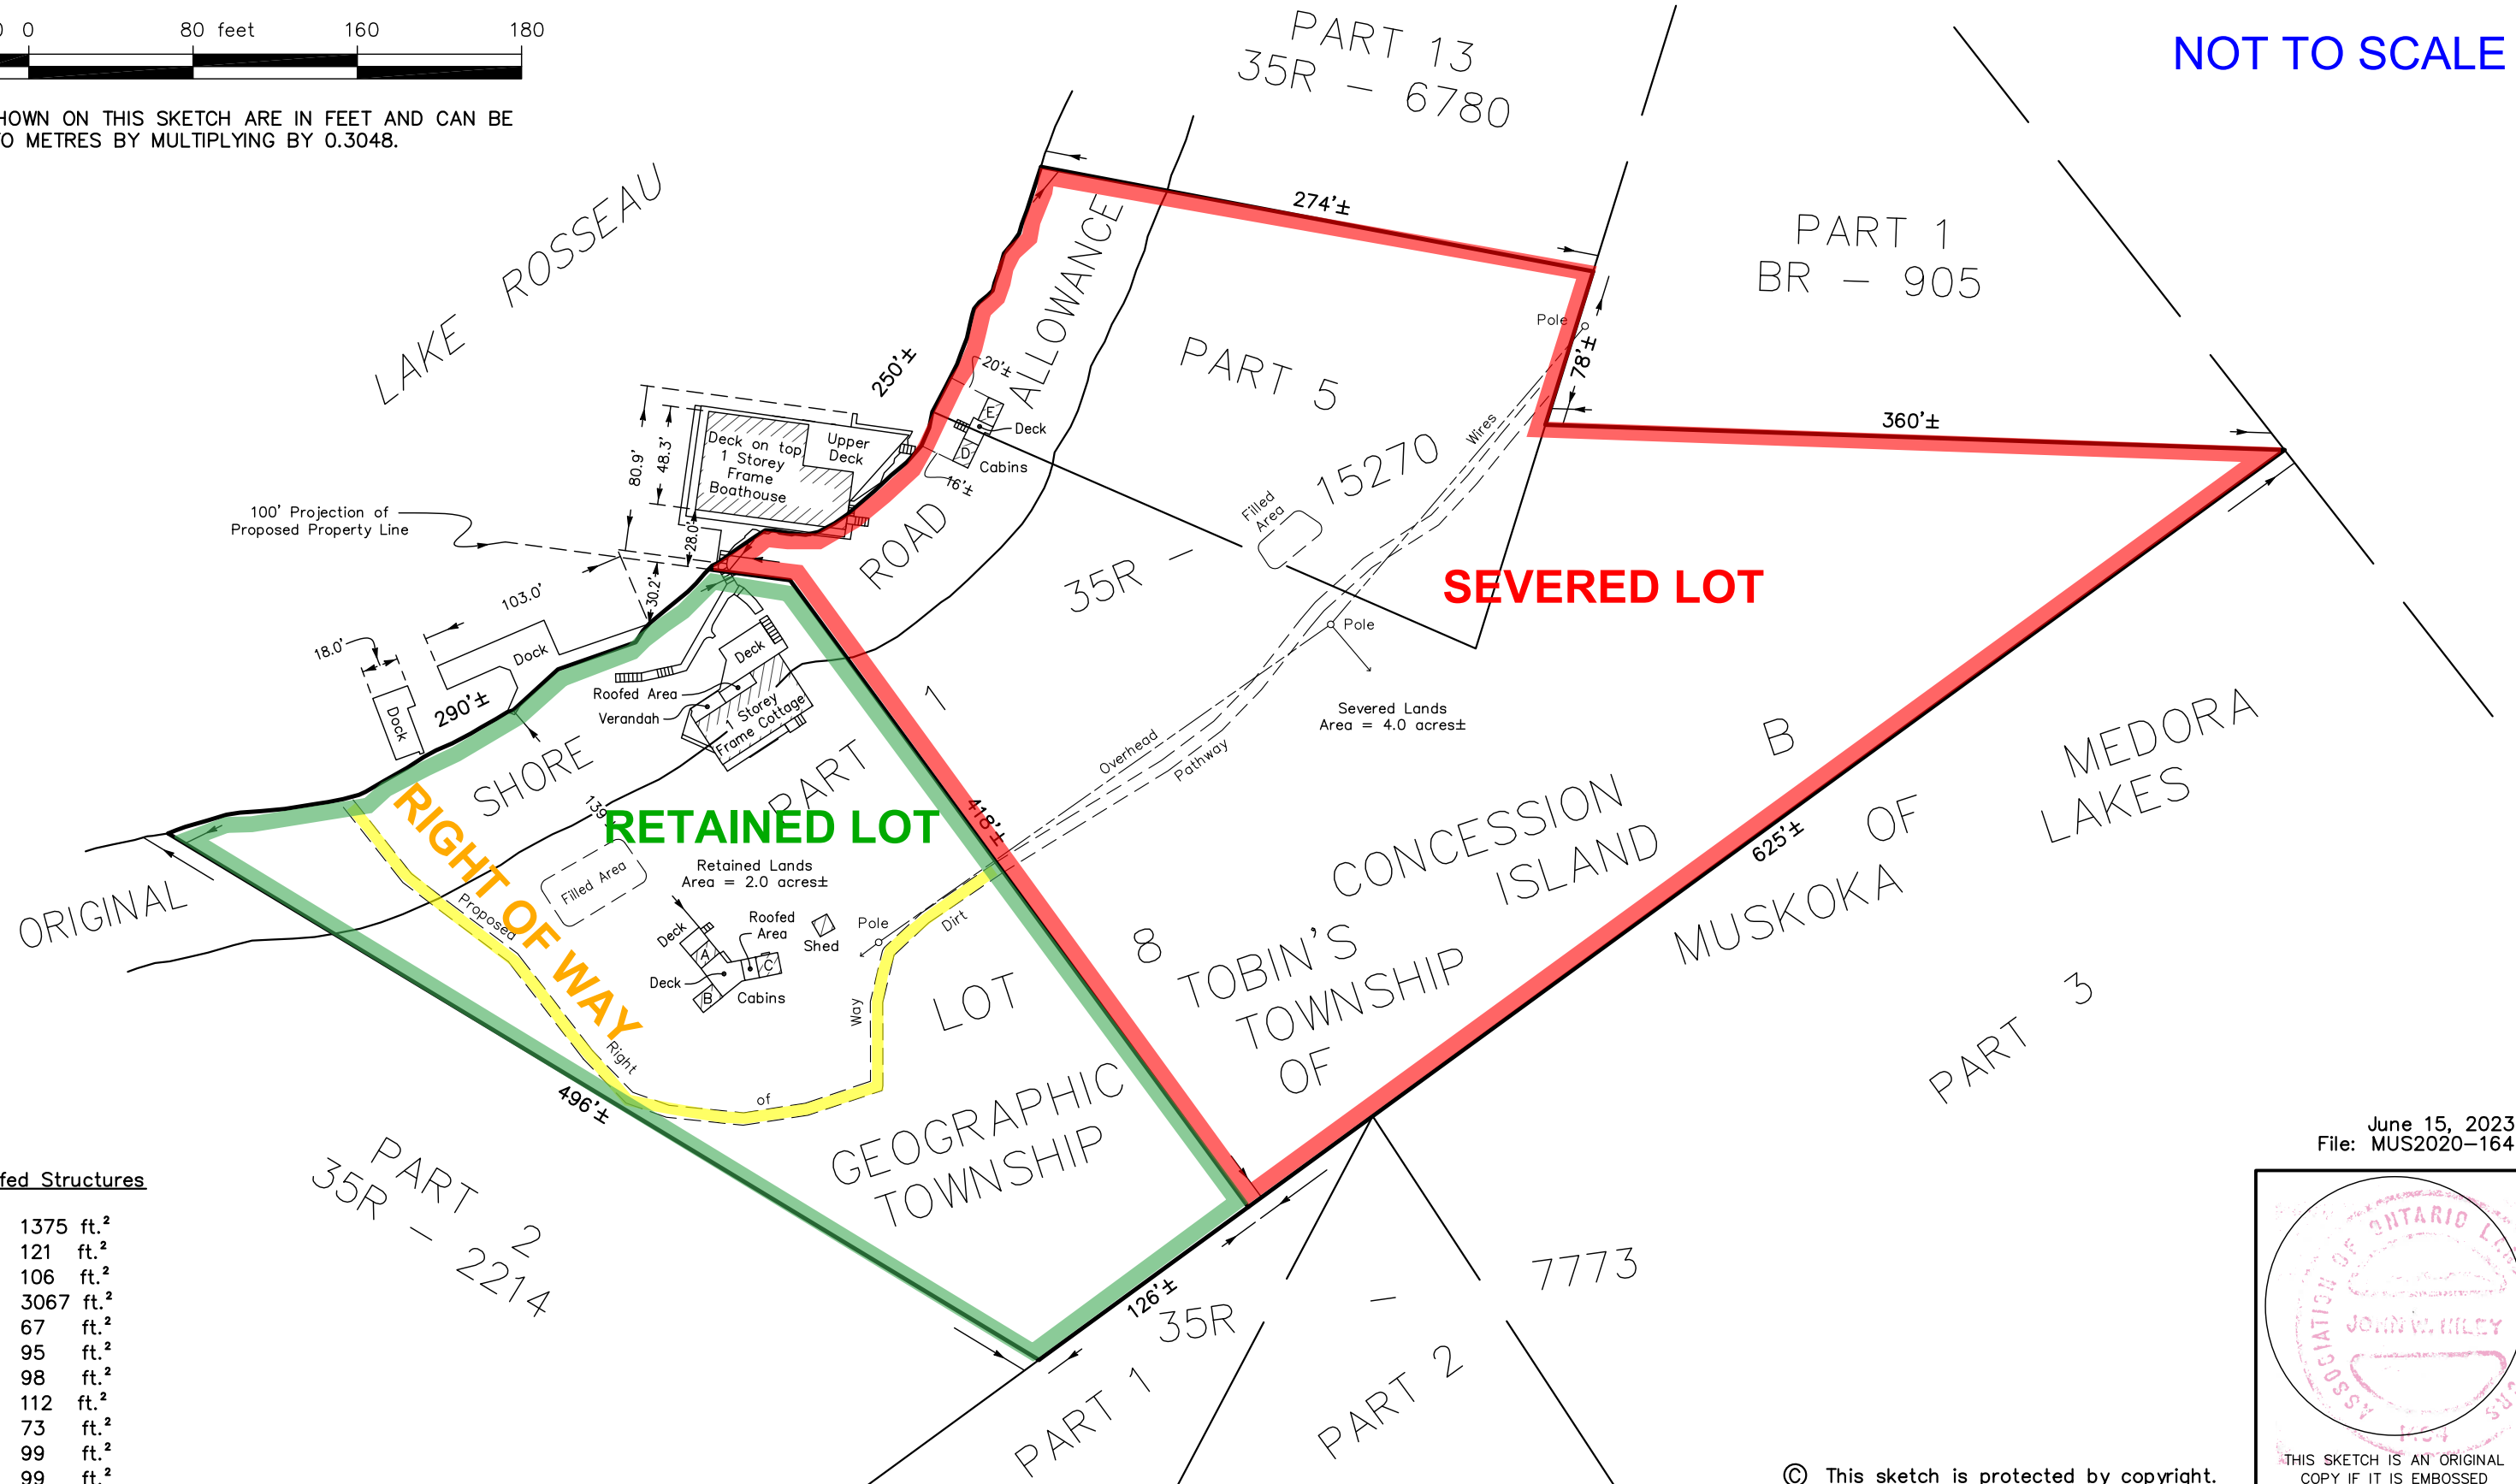 0
80 feet
160
180
HOWN ON THIS SKETCH ARE IN FEET AND CAN BE
O METRES BY MULTIPLYING BY 0.3048.
NOT TO SCALE
PART 13
35R - 6780
LAKE ROSSEAU
274'±
PART 1
BR - 905
ALLOWANCE
ROAD
SHORE
ORIGINAL
250'±
20'±
E
Deck
D
Cabins
16'±
PART 5
35R - 15270
Pole
78'±
360'±
Wires
Filled
Area
80.9'
48.3'
Deck on top
1 Storey
Frame
Boathouse
Upper
Deck
28.0'
30.2'
100' Projection of
Proposed Property Line
103.0'
18.0'
Dock
Dock
290'±
Deck
Roofed Area
Verandah
1 Storey
Frame Cottage
SEVERED LOT
Pole
Severed Lands
Area = 4.0 acres±
Overhead
Pathway
PART 1
RETAINED LOT
Retained Lands
Area = 2.0 acres±
418'±
RIGHT OF WAY
Filled Area
Proposed
Right
of
Way
Dirt
Deck
A
Roofed
Area
C
Deck
B
Cabins
Shed
Pole
LOT 8
CONCESSION B
TOBIN'S ISLAND
GEOGRAPHIC TOWNSHIP OF MEDORA
TOWNSHIP OF MUSKOKA LAKES
625'±
496'±
126'±
PART 2
35R - 2214
PART 3
35R - 7773
PART 1
PART 2
June 15, 2023
File: MUS2020-164
fed Structures
1375 ft.²
121 ft.²
106 ft.²
3067 ft.²
67 ft.²
95 ft.²
98 ft.²
112 ft.²
73 ft.²
99 ft.²
99 ft.²
ASSOCIATION OF ONTARIO
JOHN W. HILEY
THIS SKETCH IS AN ORIGINAL
COPY IF IT IS EMBOSSED
© This sketch is protected by copyright.